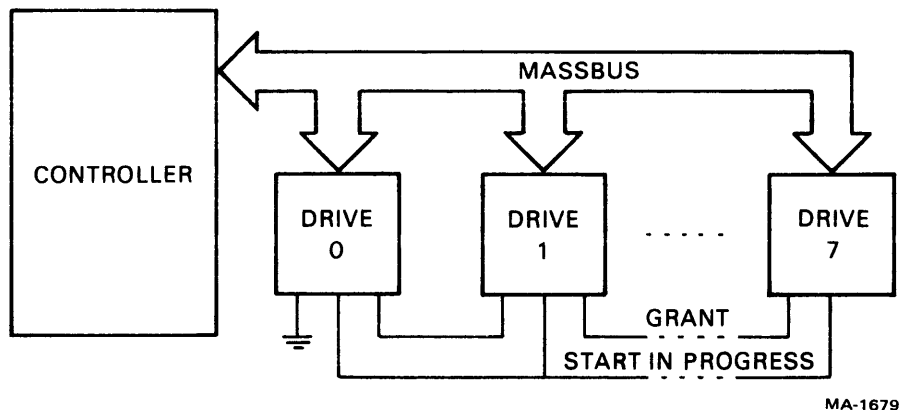 MASSBUS
CONTROLLER
DRIVE
0
DRIVE
1
DRIVE
7
GRANT
START IN PROGRESS
MA-1679